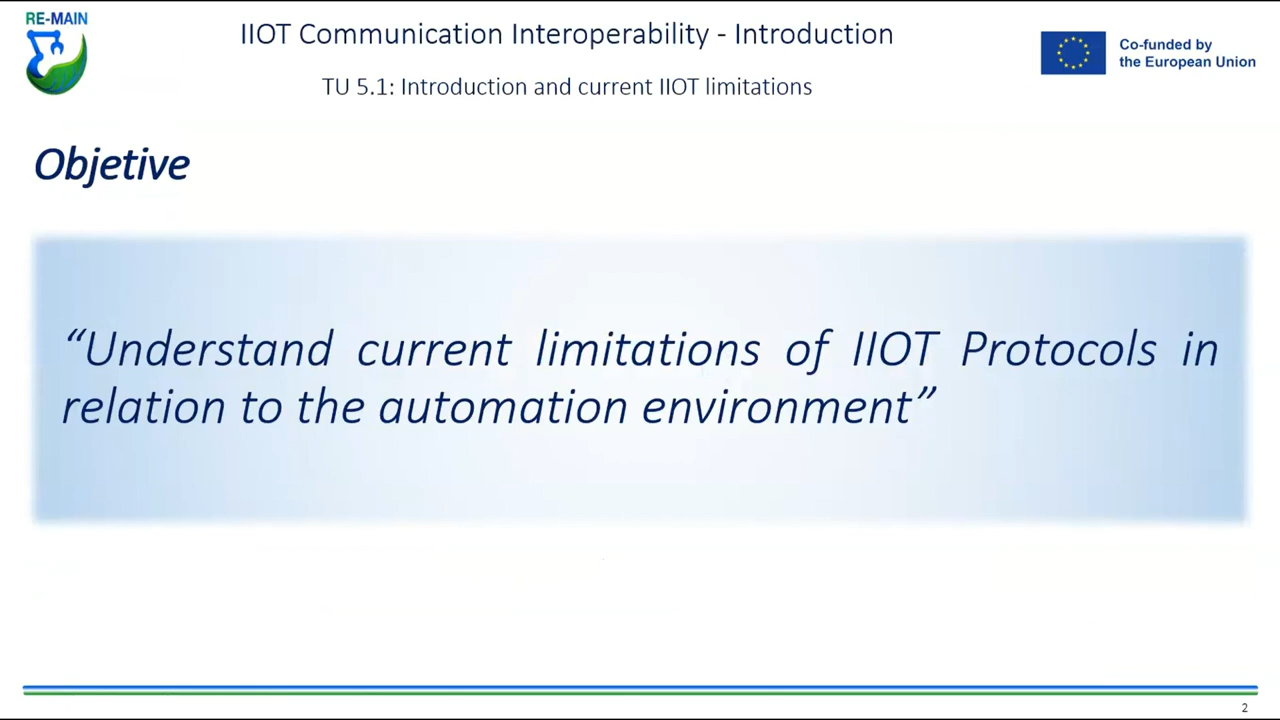 RE-MAIN
IIOT Communication Interoperability - Introduction
TU 5.1: Introduction and current IIOT limitations
Co-funded by
the European Union
Objetive
“Understand current limitations of IIOT Protocols in
relation to the automation environment”
2